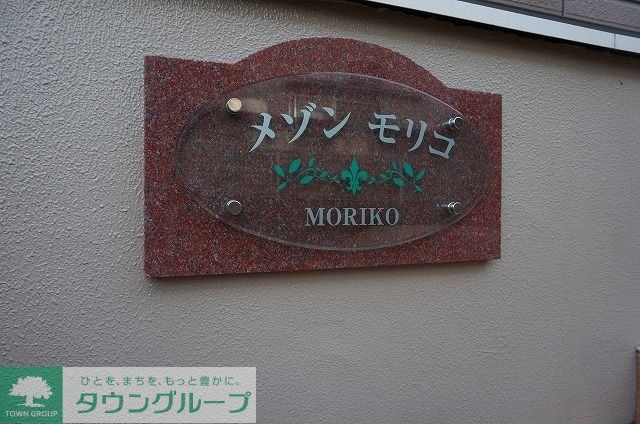 メゾン モリコ
MORIKO
ひとを、まちを、もっと豊かに。
タウングループ
TOWN GROUP